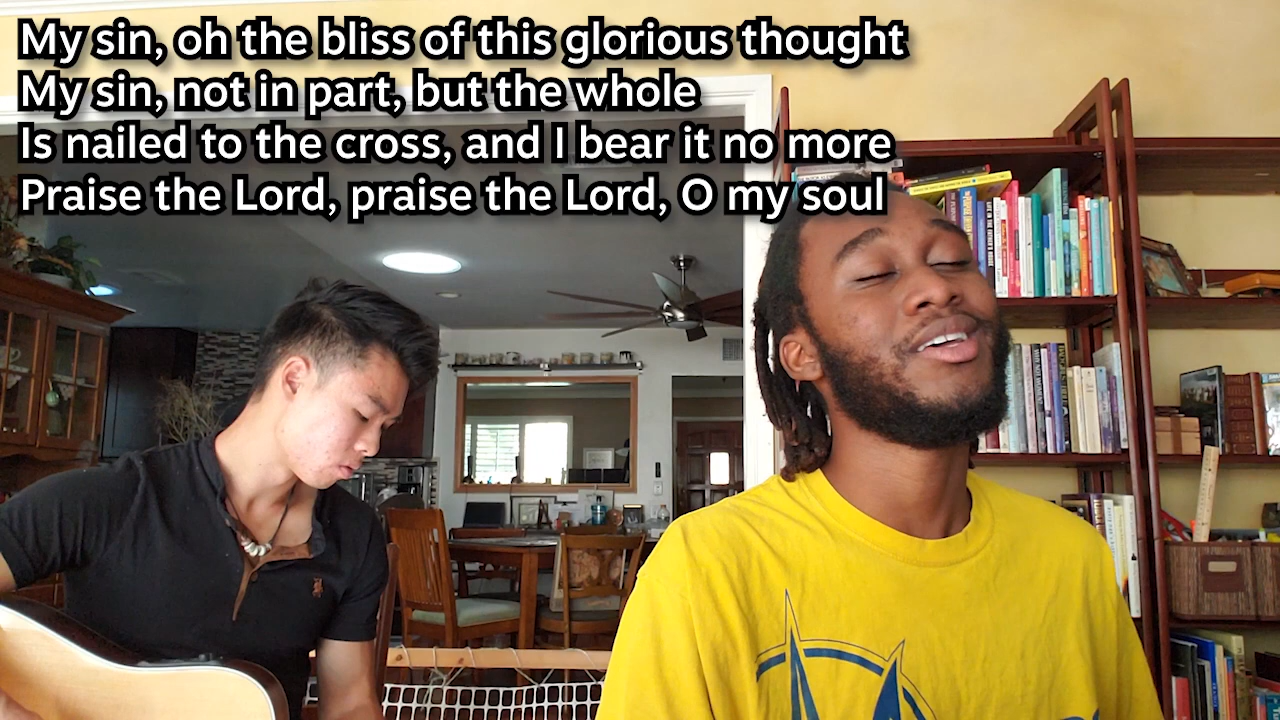 My sin, oh the bliss of this glorious thought
My sin, not in part, but the whole
Is nailed to the cross, and I bear it no more
Praise the Lord, praise the Lord, O my soul